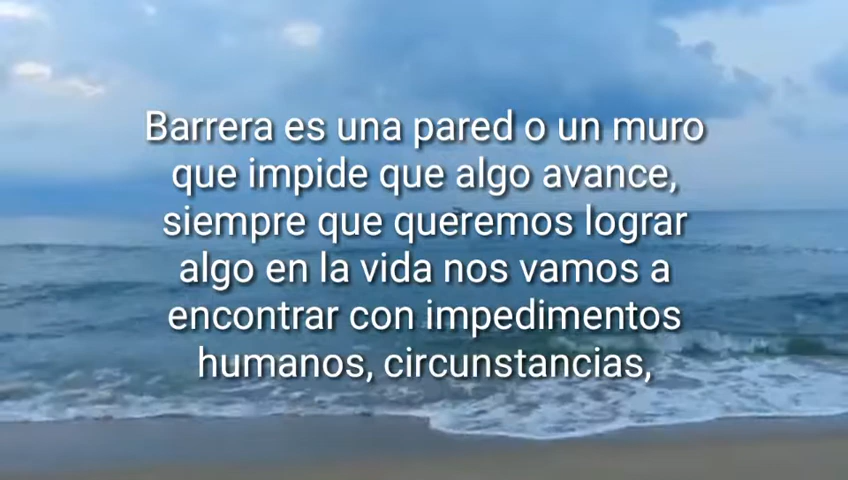 Barrera es una pared o un muro
que impide que algo avance,
siempre que queremos lograr
algo en la vida nos vamos a
encontrar con impedimentos
humanos, circunstancias,